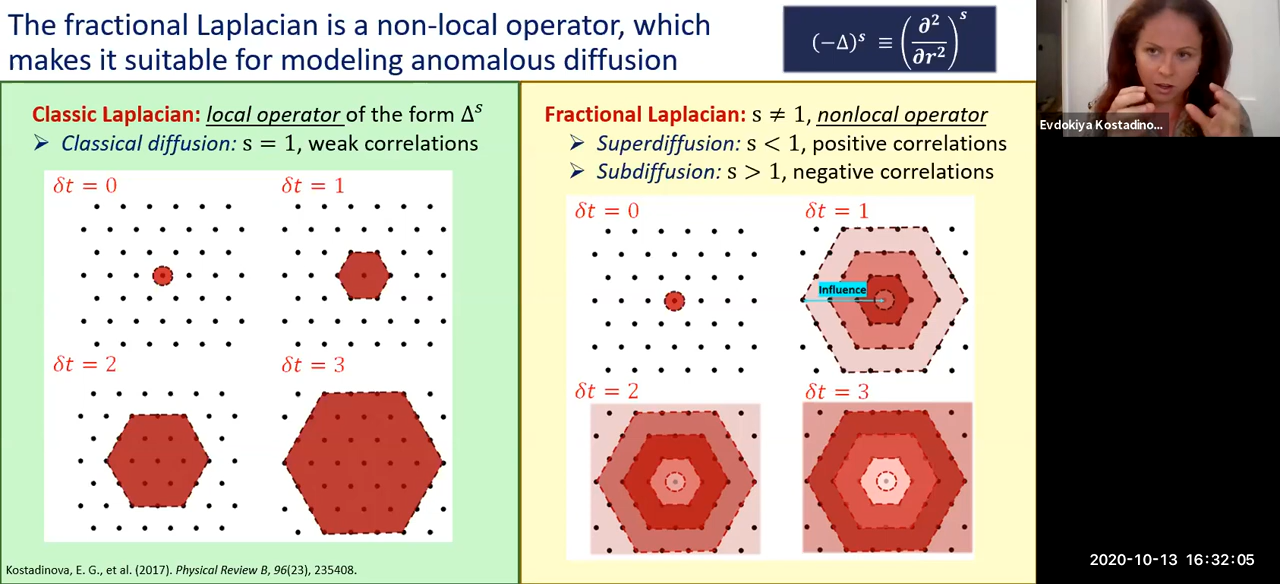 The fractional Laplacian is a non-local operator, which
makes it suitable for modeling anomalous diffusion
(−Δ)ˢ ≡ (∂²/∂r²)ˢ
Classic Laplacian: local operator of the form Δˢ
➢ Classical diffusion: s = 1, weak correlations
δt = 0
δt = 1
δt = 2
δt = 3
Kostadinova, E. G., et al. (2017). Physical Review B, 96(23), 235408.
Fractional Laplacian: s ≠ 1, nonlocal operator
➢ Superdiffusion: s < 1, positive correlations
➢ Subdiffusion: s > 1, negative correlations
δt = 0
δt = 1
Influence
δt = 2
δt = 3
Evdokiya Kostadino...
2020-10-13 16:32:05